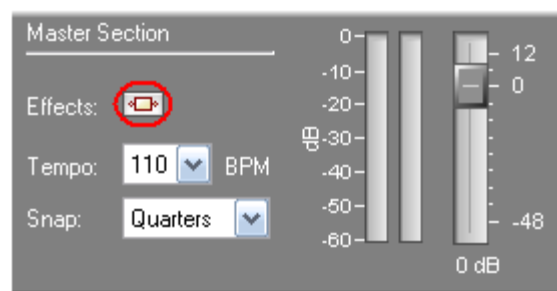 Master Section
Effects:
Tempo: 110 BPM
Snap: Quarters
dB
0
-10
-20
-30
-40
-50
-60
12
0
-48
0 dB